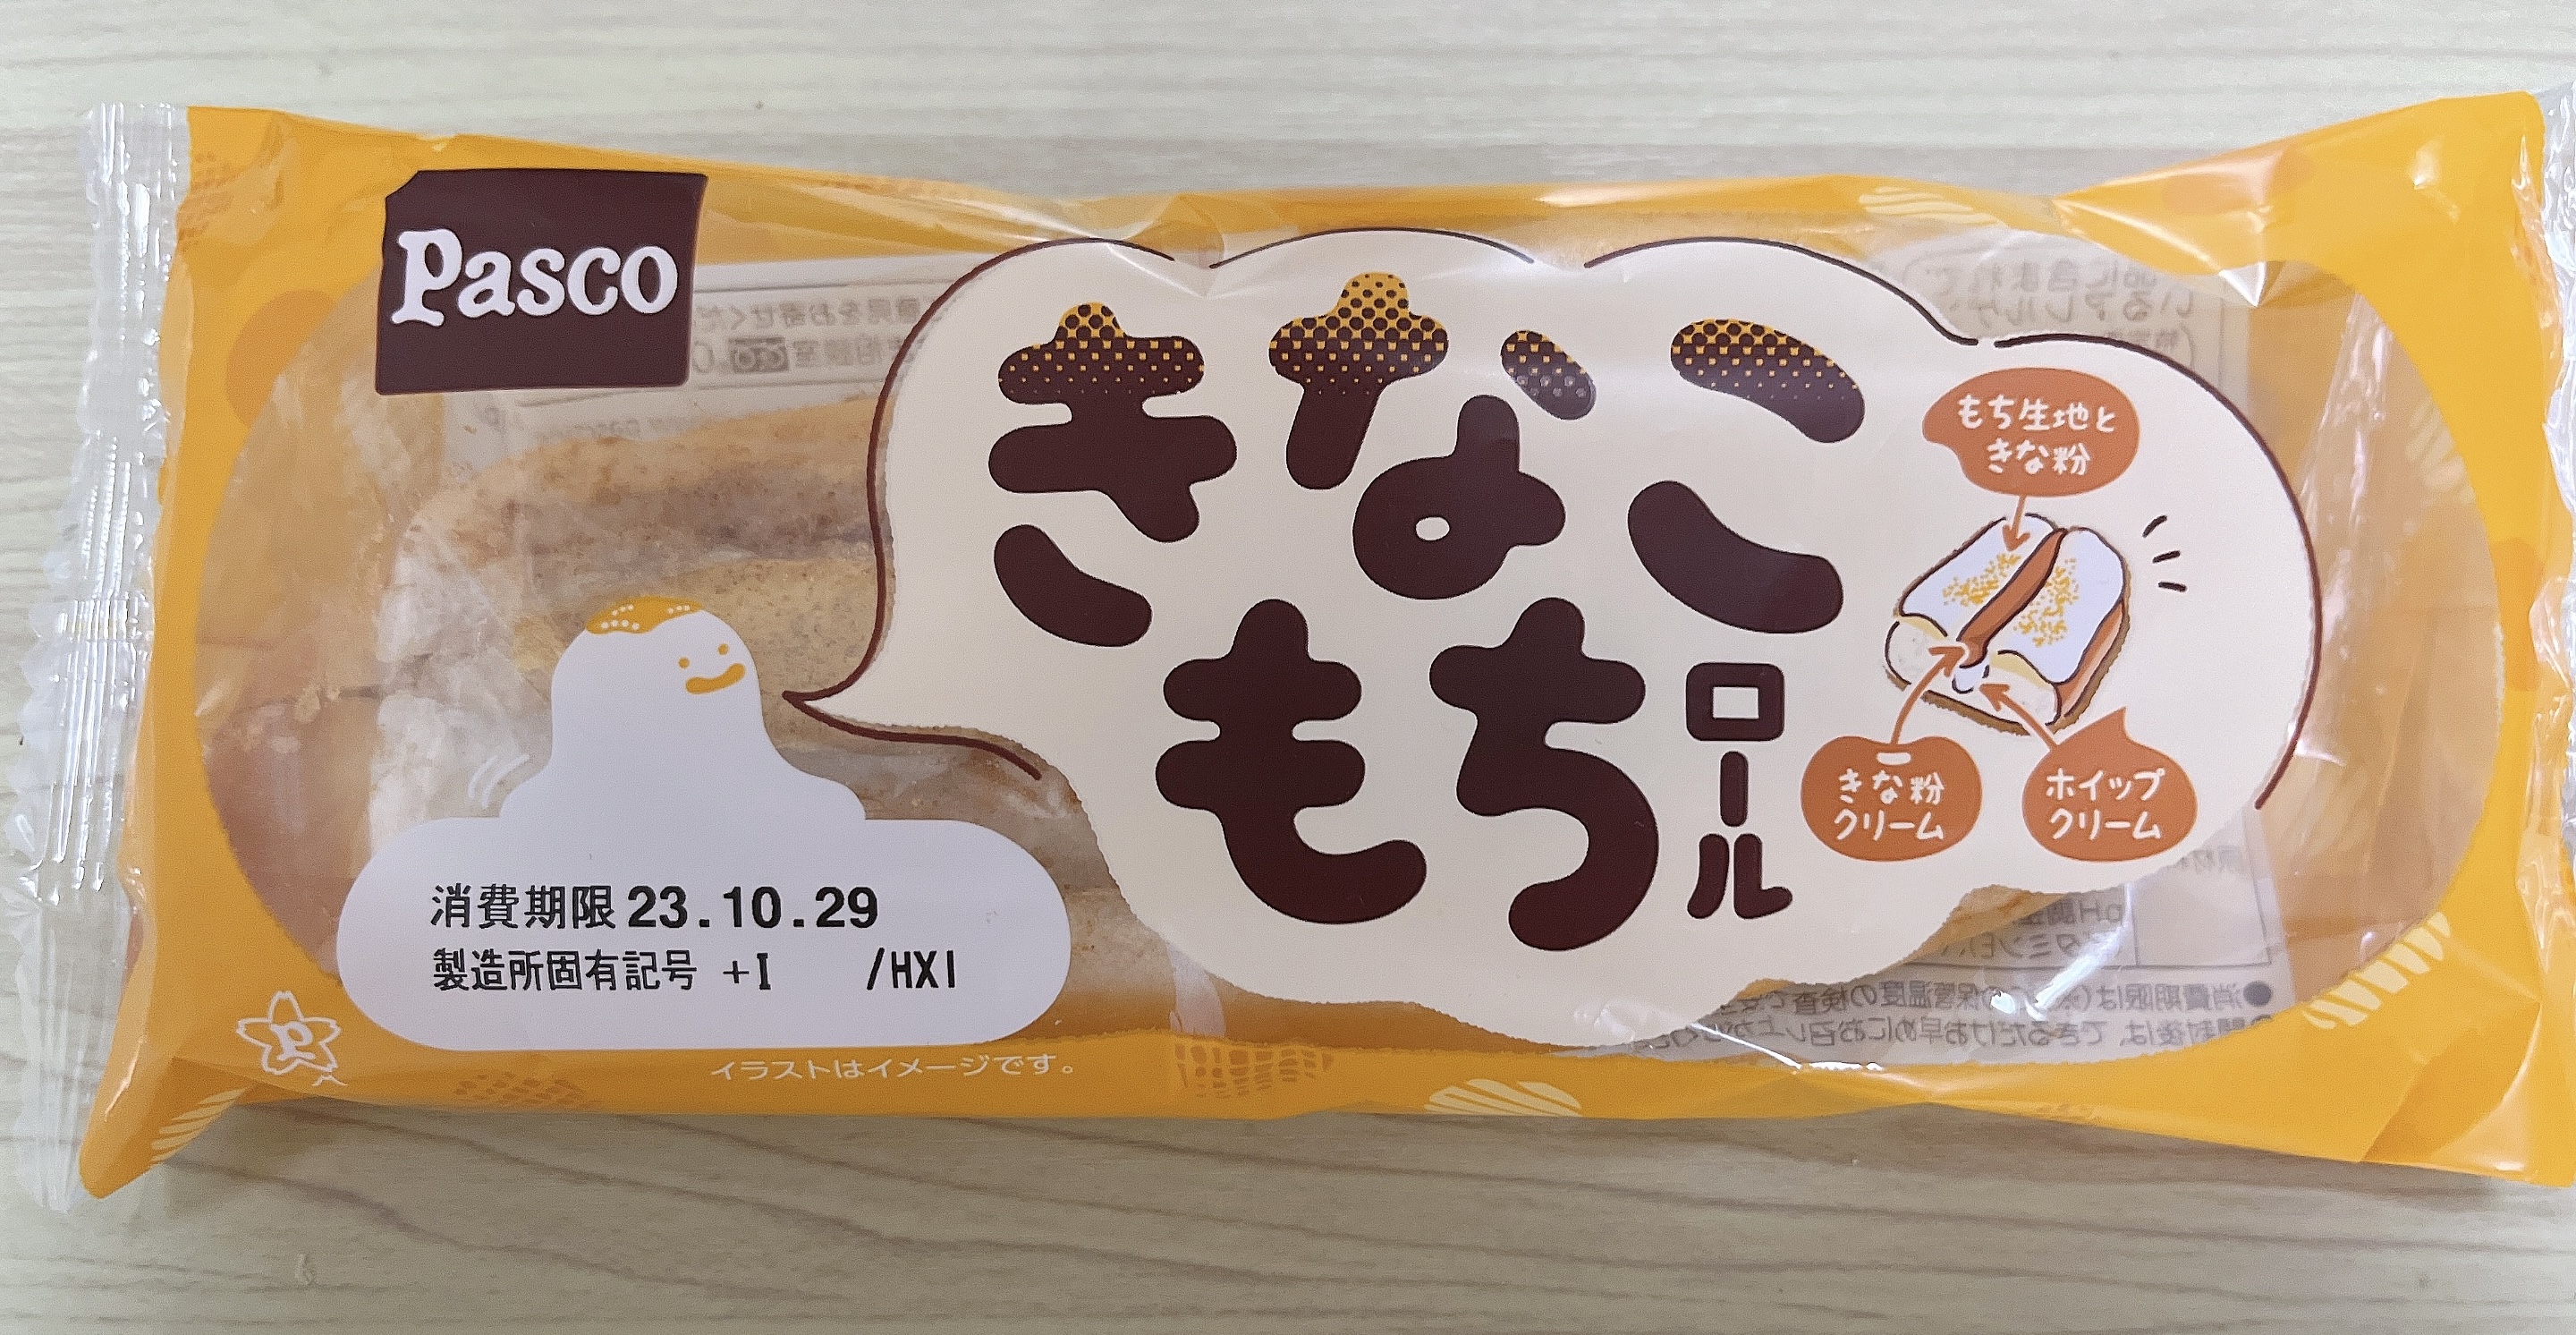 Pasco
きなこ
もち
ロール
もち生地と
きな粉
きな粉
クリーム
ホイップ
クリーム
消費期限 23.10.29
製造所固有記号 +I /HX1
イラストはイメージです。